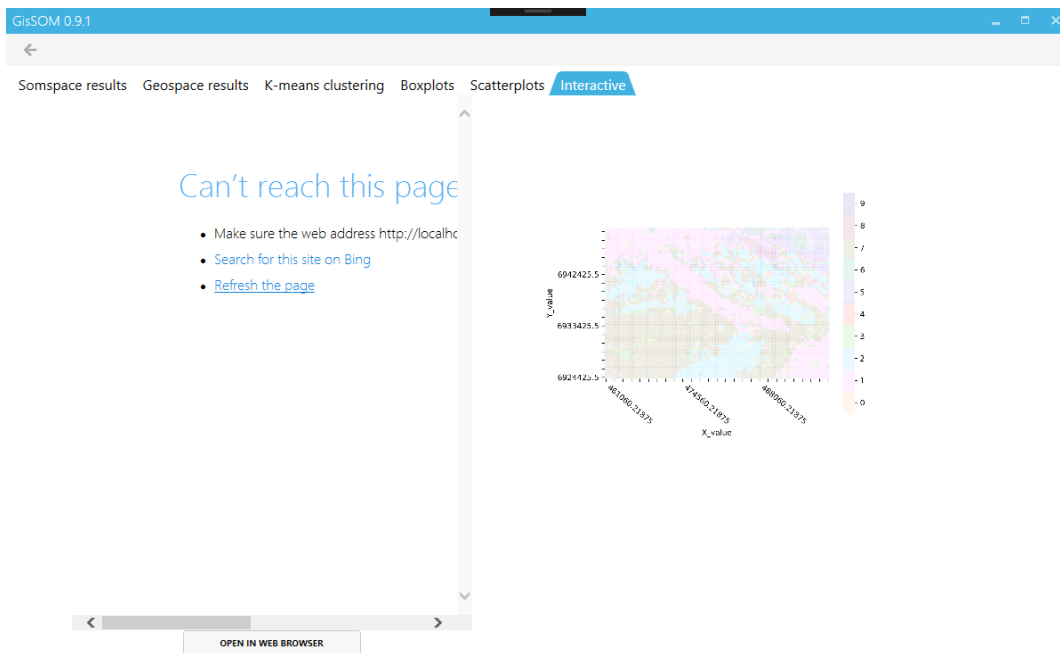 GisSOM 0.9.1
Somspace results Geospace results K-means clustering Boxplots Scatterplots Interactive
Can't reach this page
Make sure the web address http://localhc
Search for this site on Bing
Refresh the page
OPEN IN WEB BROWSER
Y_value
6942425.5
6933425.5
6924425.5
461060.21875
474560.21875
488060.21875
X_value
9
8
7
6
5
4
3
2
1
0